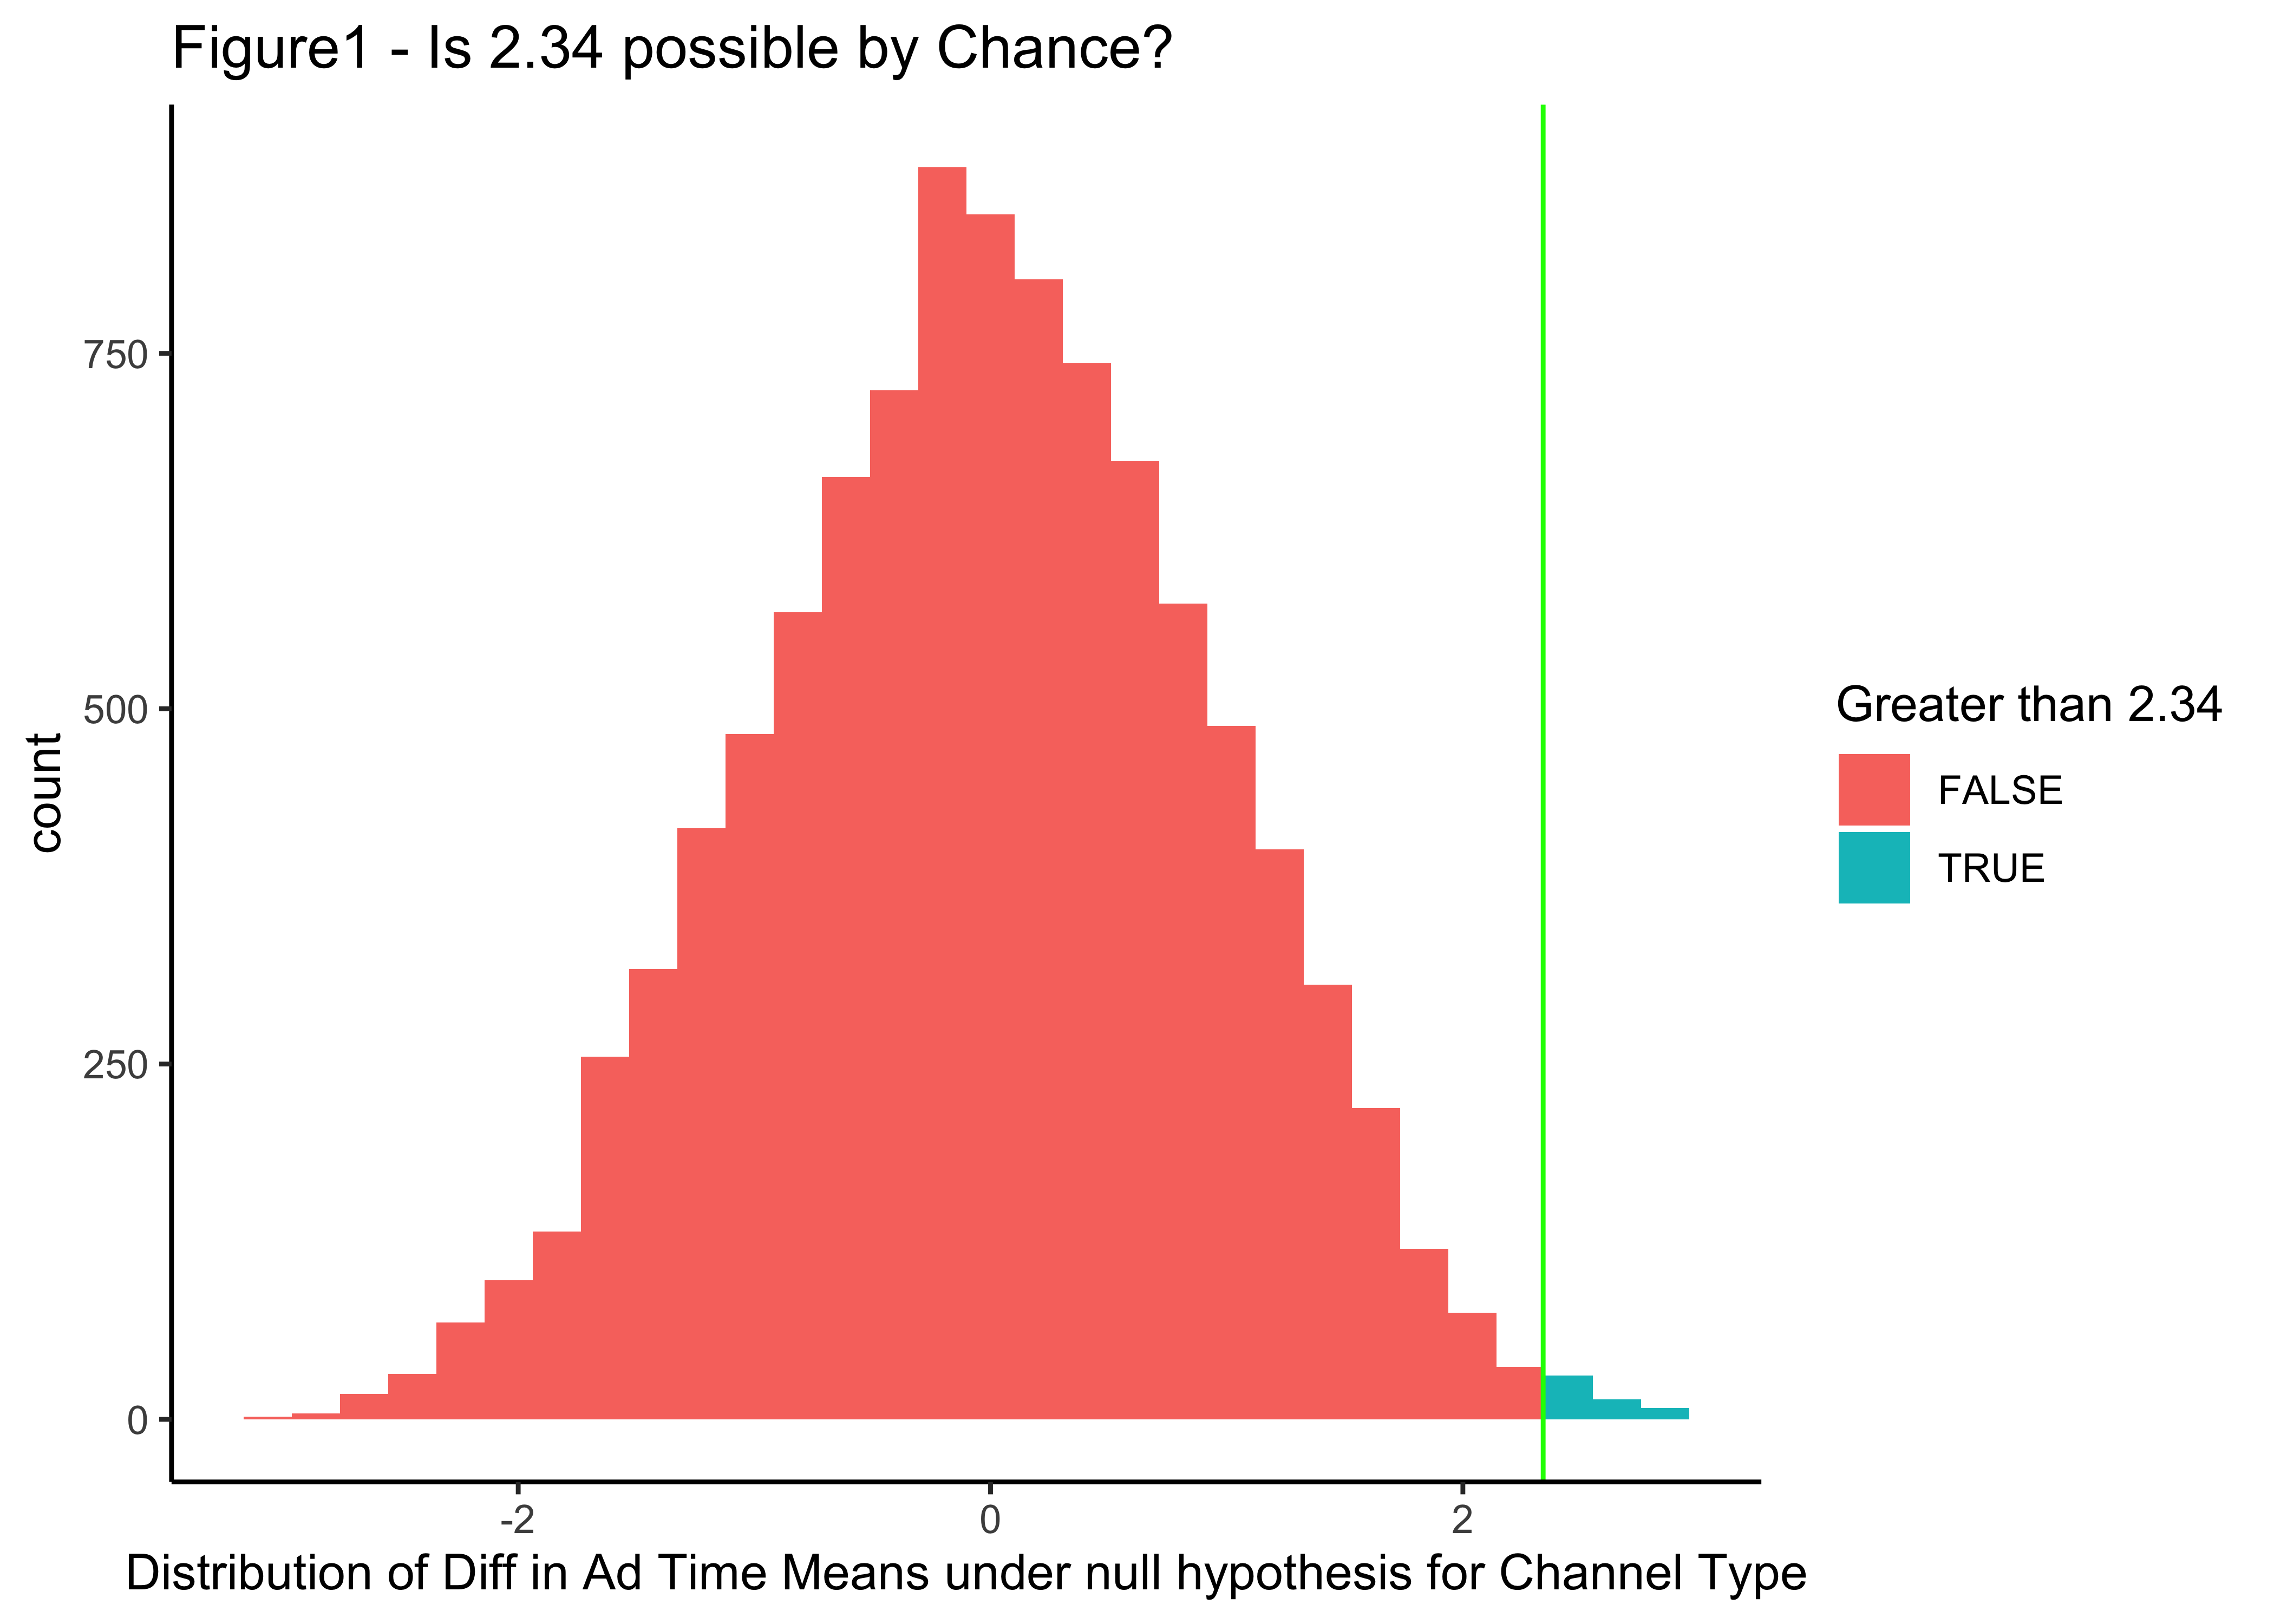 Figure1 - Is 2.34 possible by Chance?
750
500
250
0
count
-2
0
2
Distribution of Diff in Ad Time Means under null hypothesis for Channel Type
Greater than 2.34
FALSE
TRUE